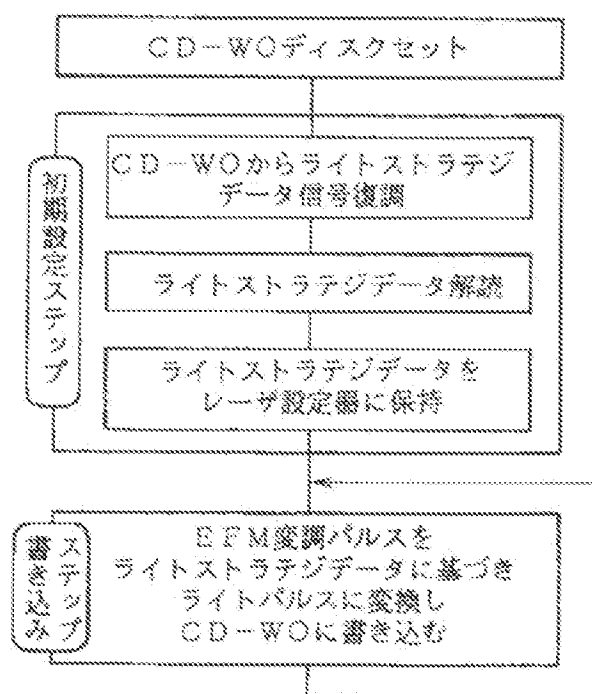 CD-WOディスクセット
初期設定ステップ
CD-WOからライトストラテジ
データ信号復調
ライトストラテジデータ解読
ライトストラテジデータを
レーザ設定器に保持
書き込み
ステップ
EFM変調パルスを
ライトストラテジデータに基づき
ライトパルスに変換し
CD-WOに書き込む